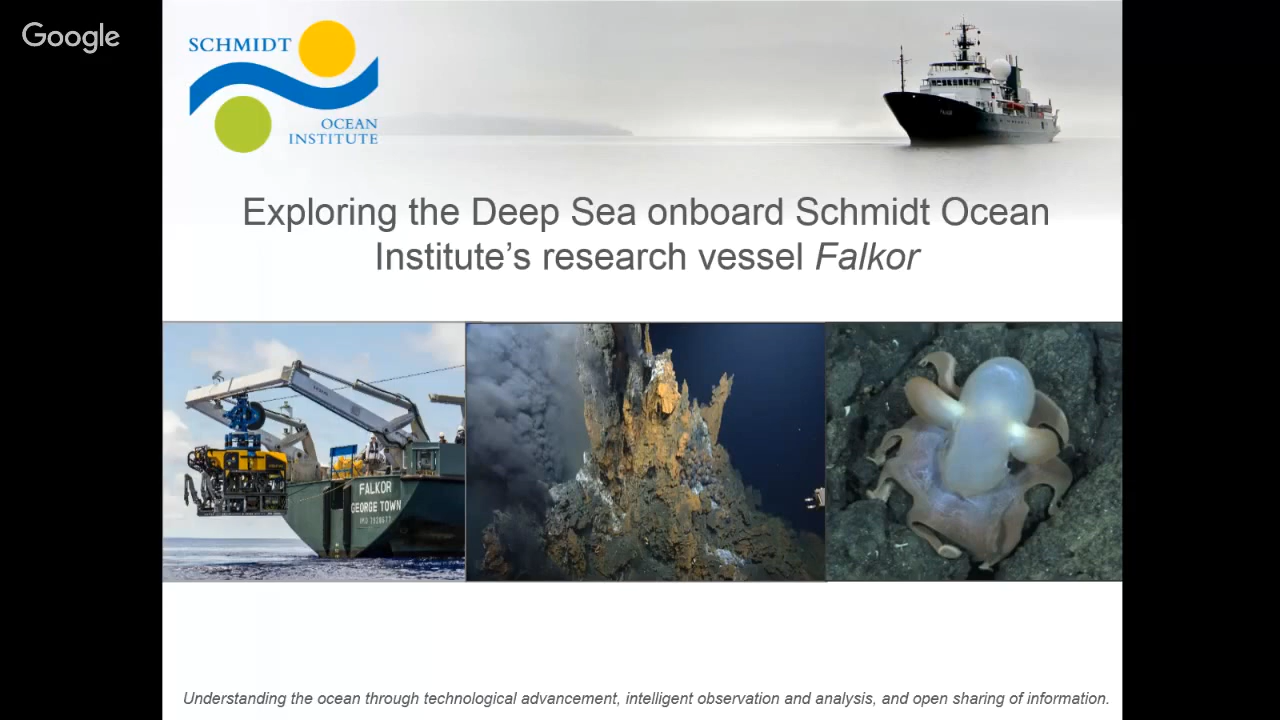 Google
SCHMIDT
OCEAN
INSTITUTE
Exploring the Deep Sea onboard Schmidt Ocean
Institute's research vessel Falkor
FALKOR
GEORGE TOWN
Understanding the ocean through technological advancement, intelligent observation and analysis, and open sharing of information.